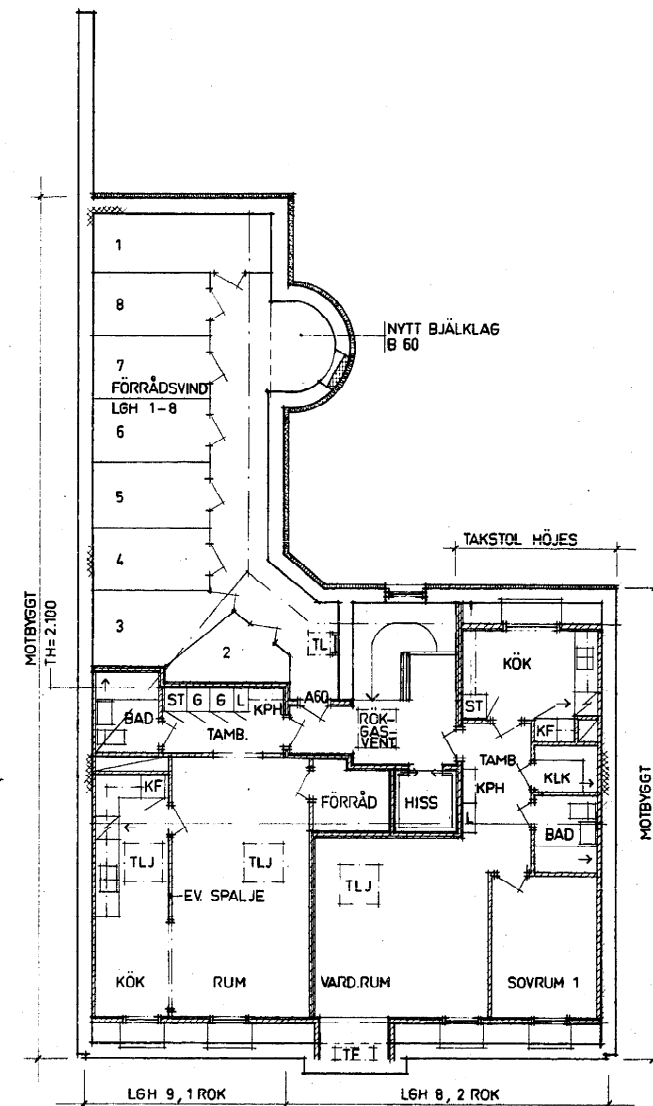 1
8
NYTT BJÄLKLAG
B 60
7
FÖRRÅDSVIND
LGH 1-8
6
5
TAKSTOL HÖJES
4
MOTBYGGT
TH=2.100
3
2
TL
KÖK
BAD
ST G G L KPH
A60
TAMB.
RÖK-
GAS-
VENT
ST
KF
TAMB.
KPH
KLK
KF
FÖRRÅD
HISS
L
BAD
MOTBYGGT
TLJ
TLJ
TLJ
EV. SPALJE
KÖK
RUM
VARD.RUM
SOVRUM 1
TE
LGH 9, 1 ROK
LGH 8, 2 ROK